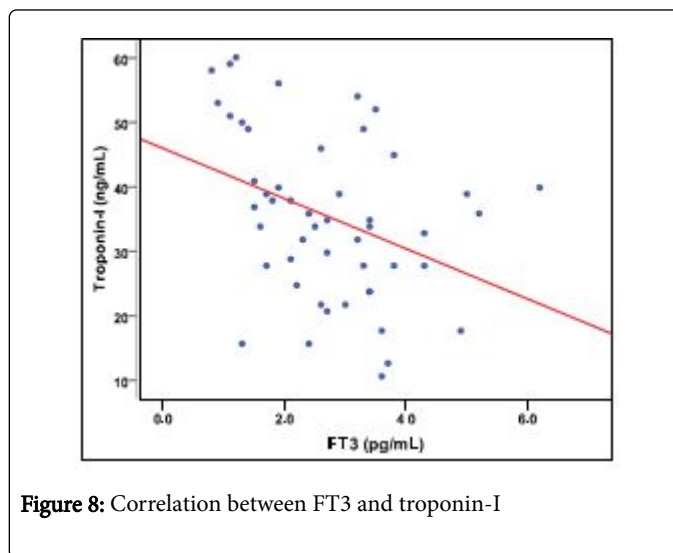 60
50
40
30
20
10
Troponin-I (ng/mL)
0.0 2.0 4.0 6.0
FT3 (pg/mL)
Figure 8: Correlation between FT3 and troponin-I